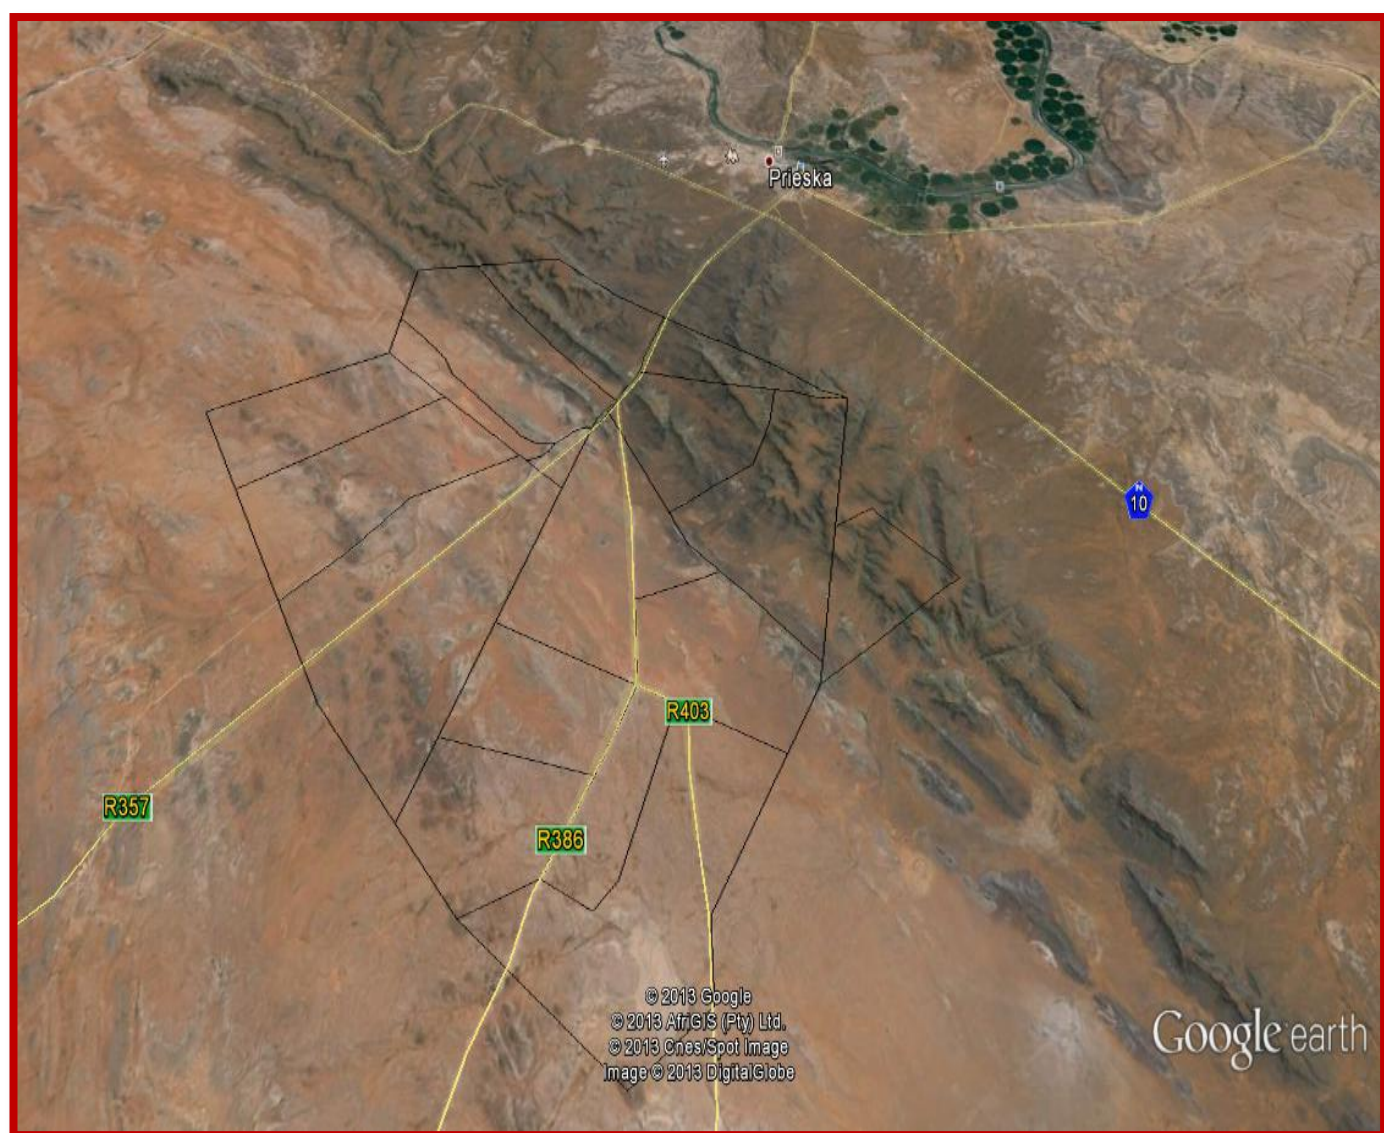 Prieska
N
10
R403
R357
R386
© 2013 Google
© 2013 AfriGIS (Pty) Ltd.
© 2013 Cnes/Spot Image
Image © 2013 DigitalGlobe
Google earth